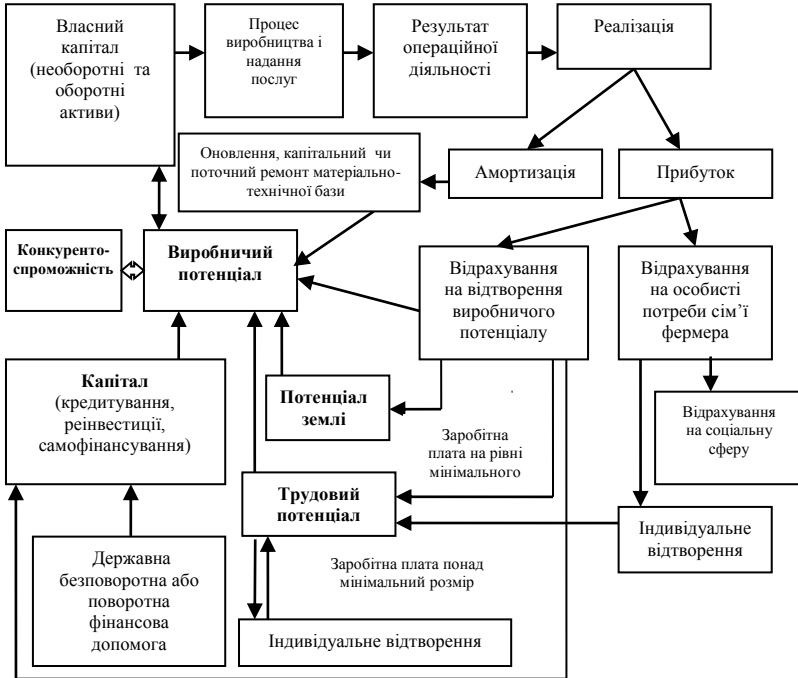 Власний
капітал
(необоротні та
оборотні
активи)
Процес
виробництва і
надання
послуг
Результат
операційної
діяльності
Реалізація
Оновлення, капітальний чи
поточний ремонт матеріально-
технічної бази
Амортизація
Прибуток
Конкуренто-
спроможність
Виробничий
потенціал
Відрахування
на відтворення
виробничого
потенціалу
Відрахування
на особисті
потреби сім’ї
фермера
Капітал
(кредитування,
реінвестиції,
самофінансування)
Потенціал
землі
Заробітна
плата на рівні
мінімального
Відрахування
на соціальну
сферу
Трудовий
потенціал
Індивідуальне
відтворення
Державна
безповоротна або
поворотна
фінансова
допомога
Заробітна плата понад
мінімальний розмір
Індивідуальне відтворення